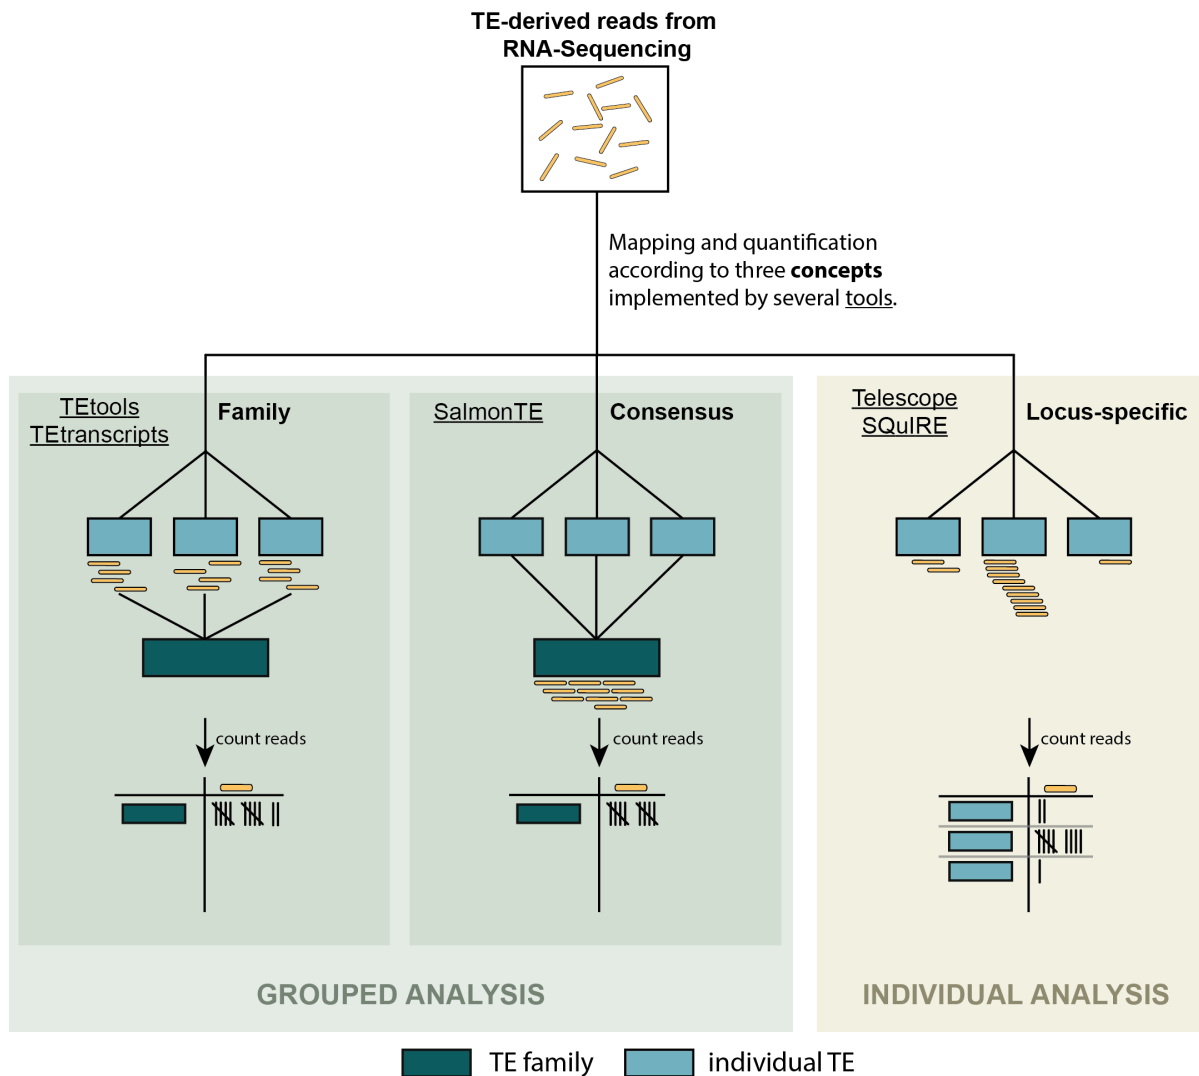 TE-derived reads from
RNA-Sequencing
Mapping and quantification
according to three concepts
implemented by several tools.
TEtools
TEtranscripts
Family
SalmonTE
Consensus
Telescope
SQuIRE
Locus-specific
count reads
count reads
count reads
GROUPED ANALYSIS
INDIVIDUAL ANALYSIS
TE family
individual TE